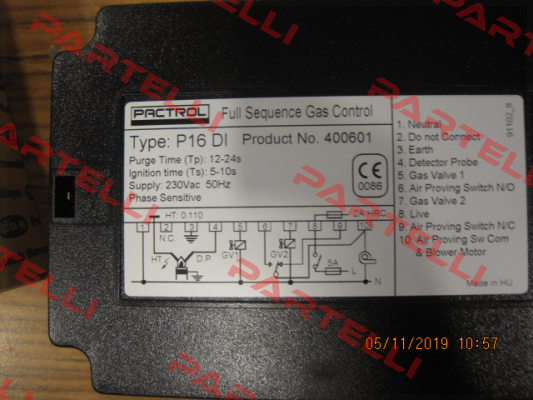 PACTROL Full Sequence Gas Control
Type: P16 DI Product No. 400601
Purge Time (Tp): 12-24s
Ignition time (Ts): 5-10s
Supply: 230Vac 50Hz
Phase Sensitive
CE
0086
1. Neutral
2. Do not Connect
3. Earth
4. Detector Probe
5. Gas Valve 1
6. Air Proving Switch N/O
7. Gas Valve 2
8. Live
9. Air Proving Switch N/C
10. Air Proving Sw Com
& Blower Motor
91102_8
Made in HU
HT: 0.110
2A HRC
1 2 3 4 5 6 7 8 9 10
N.C.
HT
D.P.
GV1
GV2
5A
L
N
05/11/2019 10:57
PARTELLI
PARTELLI
PARTELLI
PARTELLI
PARTELLI